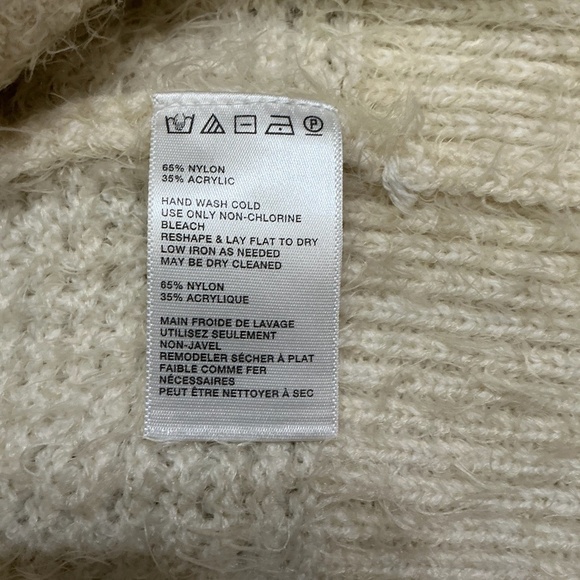 P
65% NYLON
35% ACRYLIC
HAND WASH COLD
USE ONLY NON-CHLORINE
BLEACH
RESHAPE & LAY FLAT TO DRY
LOW IRON AS NEEDED
MAY BE DRY CLEANED
65% NYLON
35% ACRYLIQUE
MAIN FROIDE DE LAVAGE
UTILISEZ SEULEMENT
NON-JAVEL
REMODELER SÉCHER À PLAT
FAIBLE COMME FER
NÉCESSAIRES
PEUT ÊTRE NETTOYER À SEC